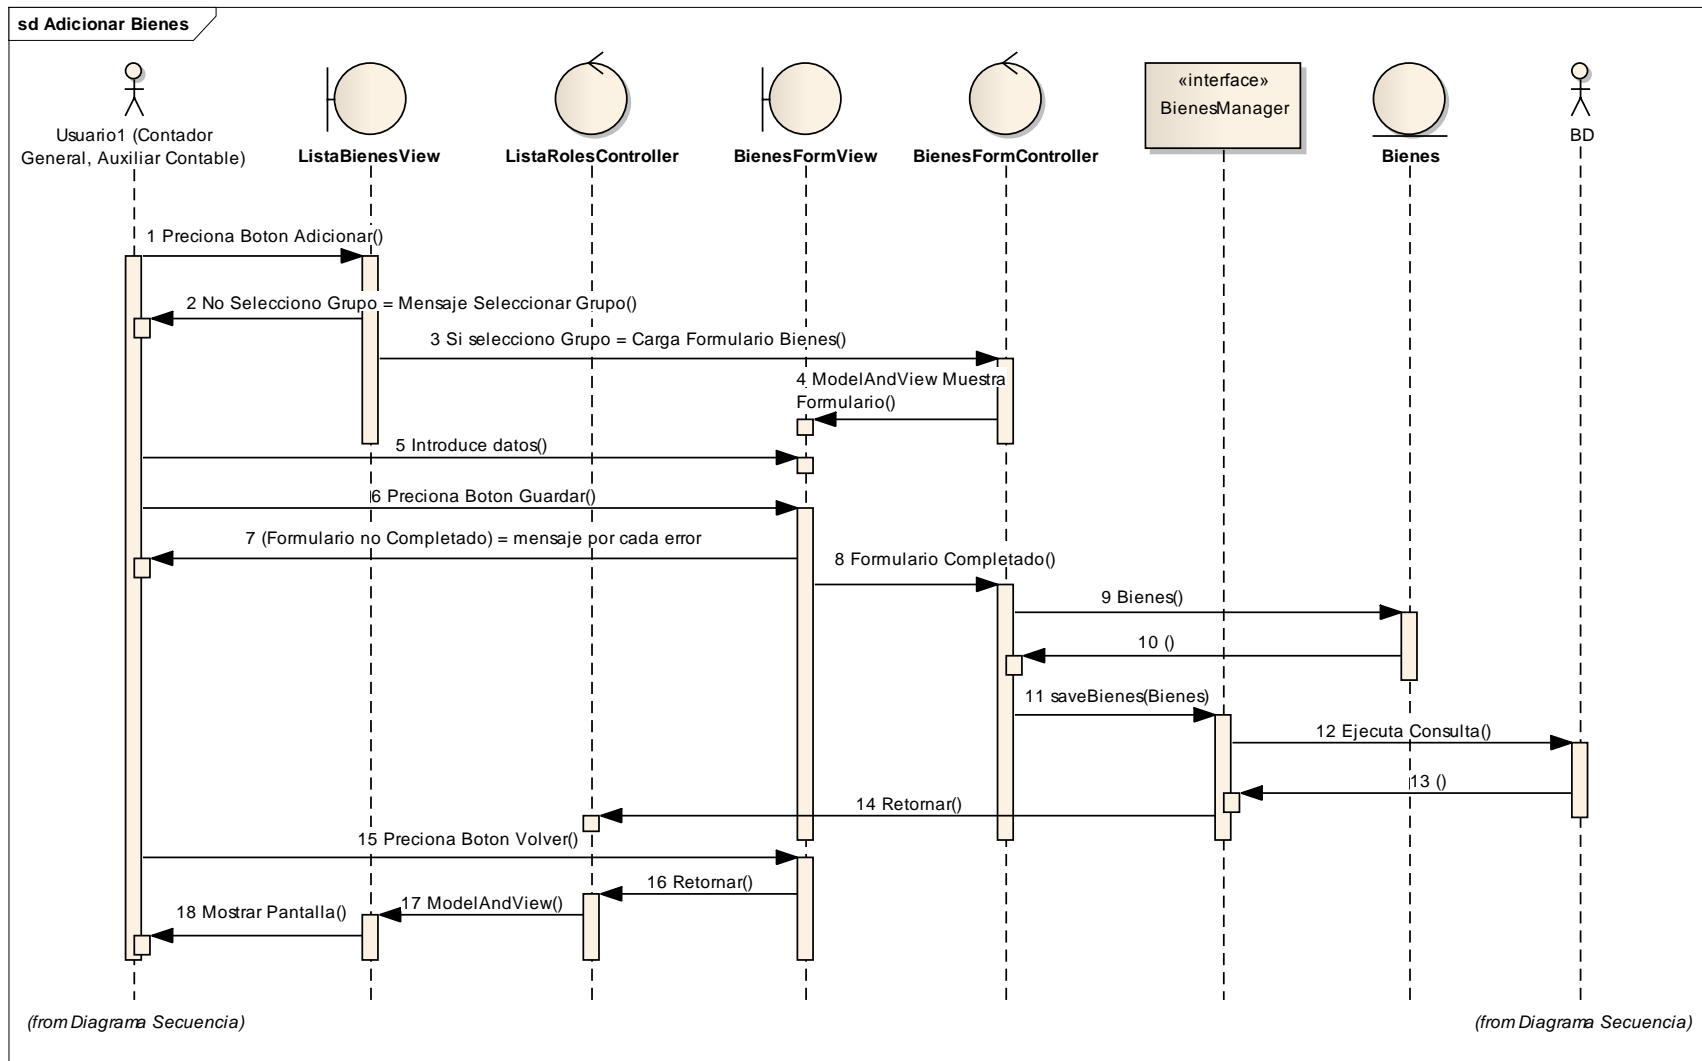 sd Adicionar Bienes
Usuario1 (Contador
General, Auxiliar Contable)
ListaBienesView
ListaRolesController
BienesFormView
BienesFormController
«interface»
BienesManager
Bienes
BD
1 Preciona Boton Adicionar()
2 No Selecciono Grupo = Mensaje Seleccionar Grupo()
3 Si selecciono Grupo = Carga Formulario Bienes()
4 ModelAndView Muestra
Formulario()
5 Introduce datos()
6 Preciona Boton Guardar()
7 (Formulario no Completado) = mensaje por cada error
8 Formulario Completado()
9 Bienes()
10 ()
11 saveBienes(Bienes)
12 Ejecuta Consulta()
13 ()
14 Retornar()
15 Preciona Boton Volver()
16 Retornar()
17 ModelAndView()
18 Mostrar Pantalla()
(from Diagrama Secuencia)
(from Diagrama Secuencia)